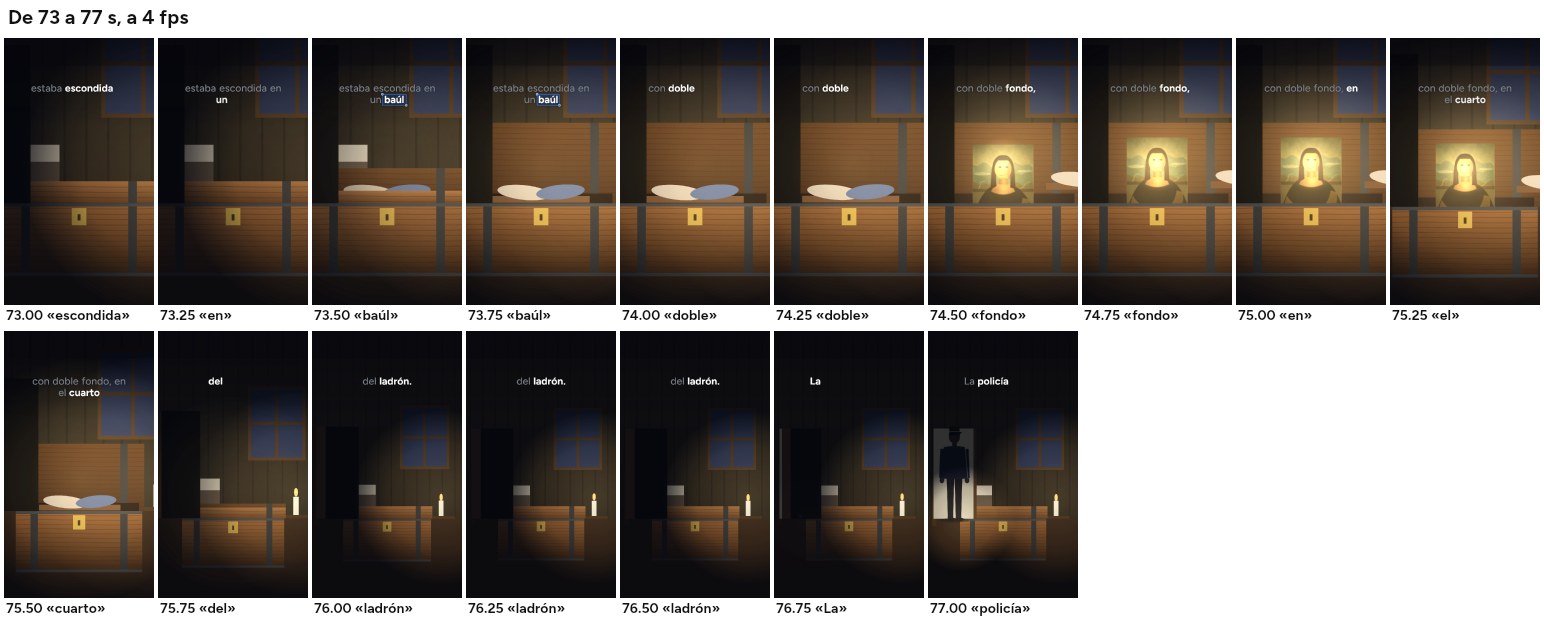 De 73 a 77 s, a 4 fps
estaba escondida
estaba escondida en
un
estaba escondida en
un baúl
estaba escondida en
un baúl
con doble
con doble
con doble fondo,
con doble fondo,
con doble fondo, en
con doble fondo, en
el cuarto
73.00 «escondida»
73.25 «en»
73.50 «baúl»
73.75 «baúl»
74.00 «doble»
74.25 «doble»
74.50 «fondo»
74.75 «fondo»
75.00 «en»
75.25 «el»
con doble fondo, en
el cuarto
del
del ladrón.
del ladrón.
del ladrón.
La
La policía
75.50 «cuarto»
75.75 «del»
76.00 «ladrón»
76.25 «ladrón»
76.50 «ladrón»
76.75 «La»
77.00 «policía»